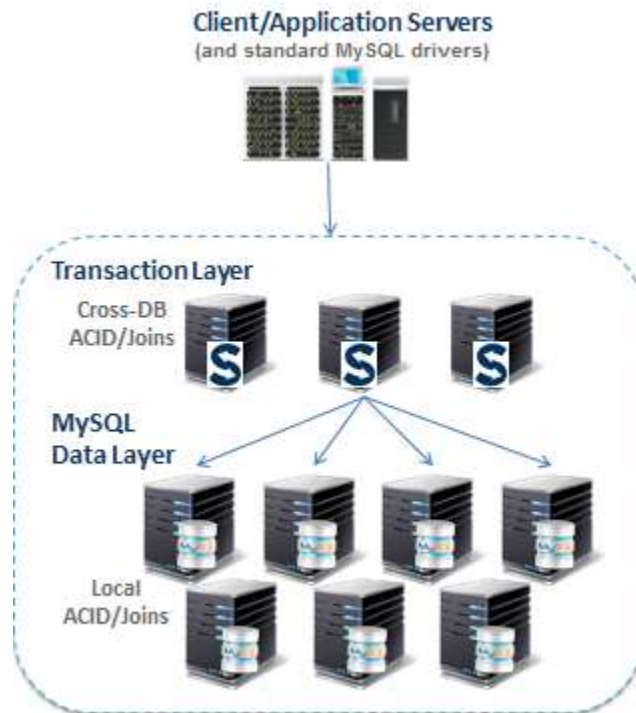 Client/Application Servers
(and standard MySQL drivers)
Transaction Layer
Cross-DB
ACID/Joins
S
S
S
MySQL
Data Layer
Local
ACID/Joins